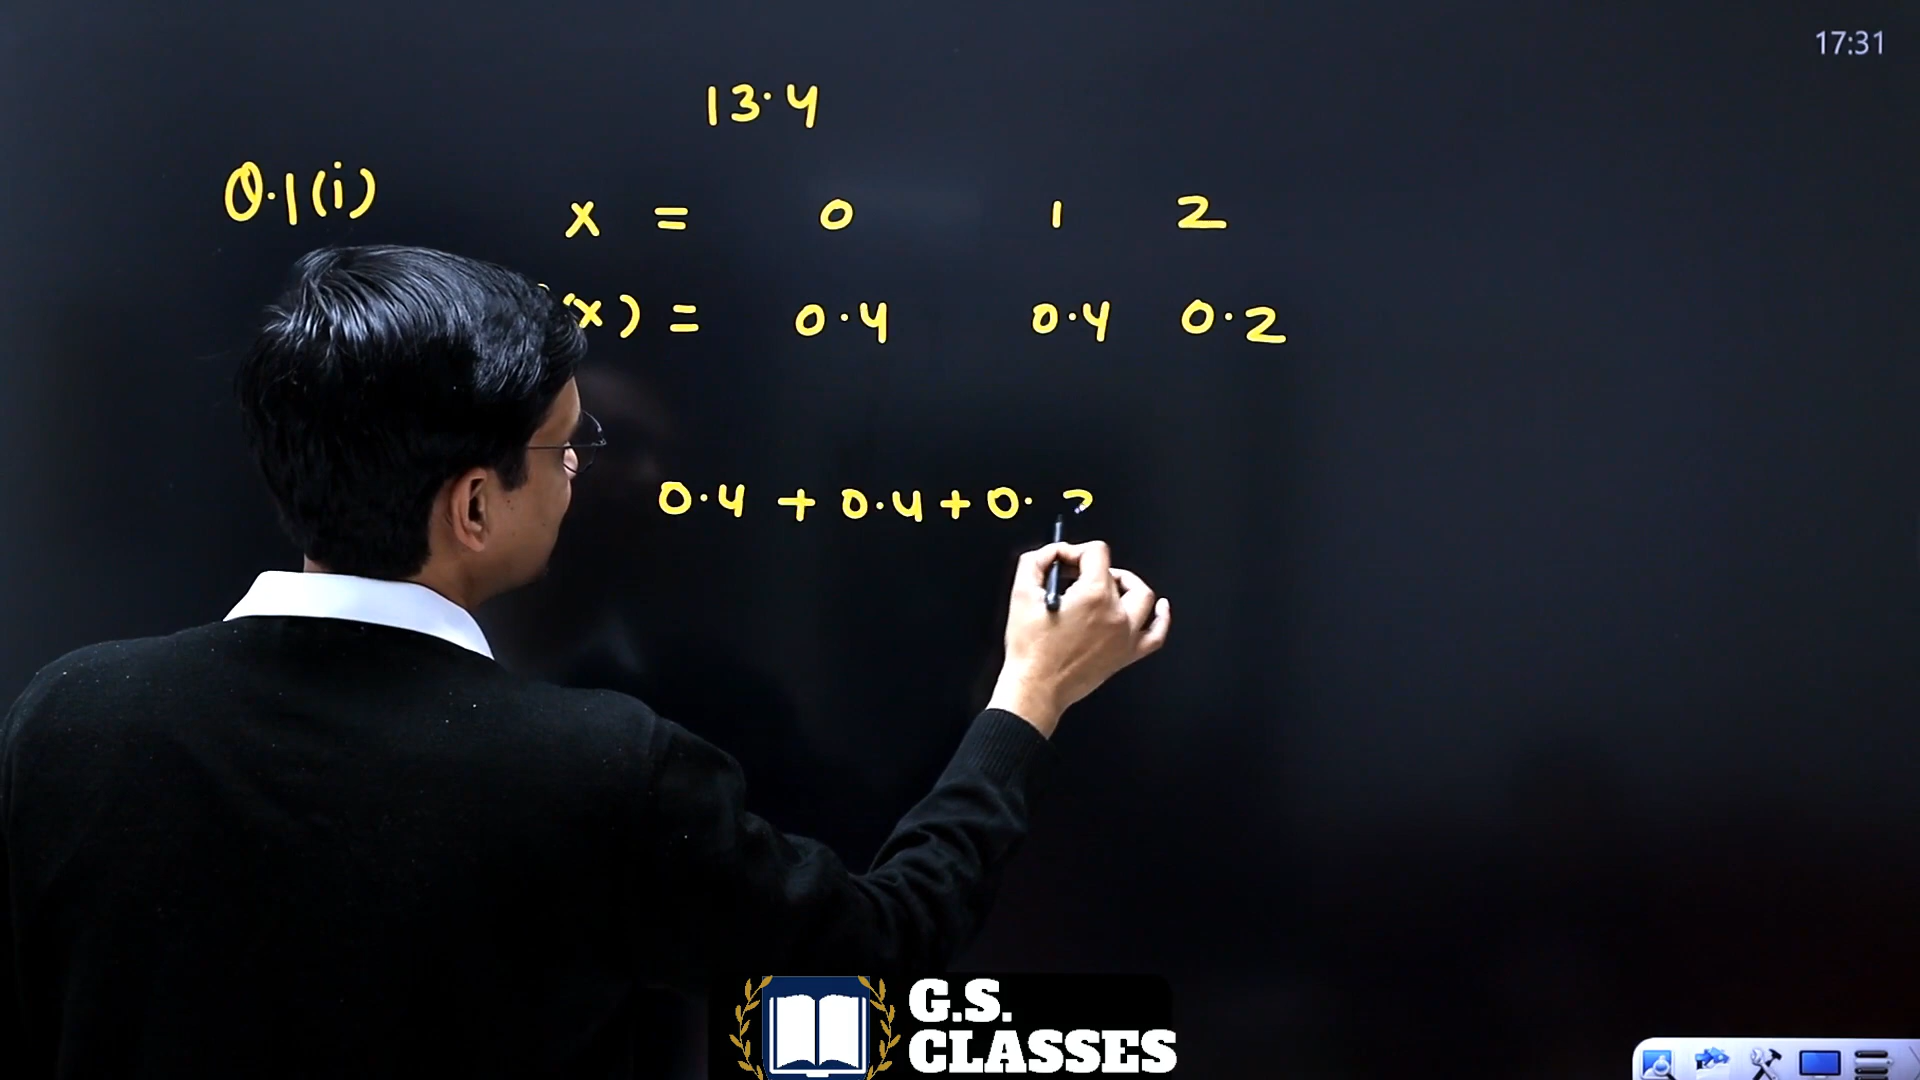 17:31
13.4
Q.1(i)
X = 0 1 2
(X) = 0.4 0.4 0.2
0.4 + 0.4 + 0.
G.S.
CLASSES